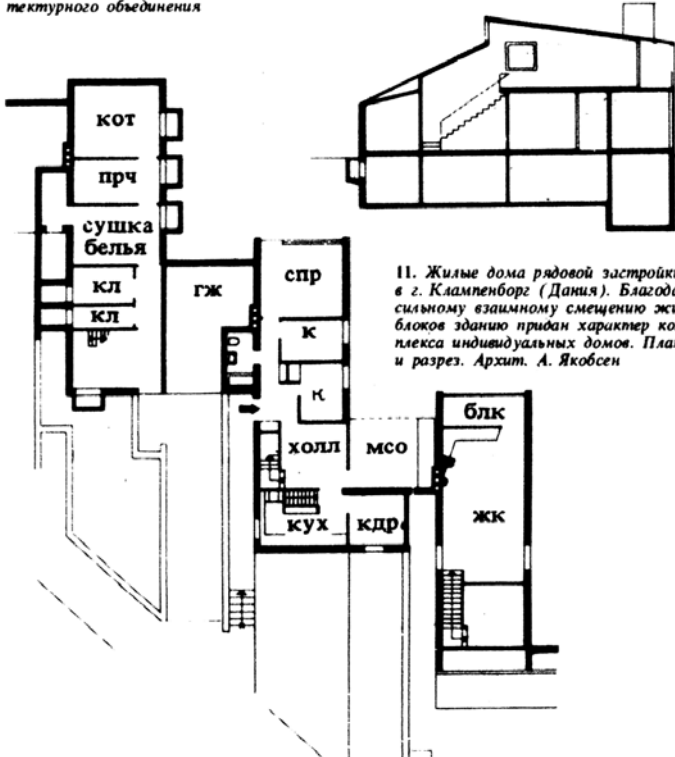 тектурного объединения
кот
прч
сушка
белья
кл
кл
гж
спр
к
к
холл
мсо
кух
кдр
11. Жилые дома рядовой застройки
в г. Клампенборг (Дания). Благода
сильному взаимному смещению жи
блоков зданию придан характер ко
плекса индивидуальных домов. План
и разрез. Архит. А. Якобсен
блк
жк